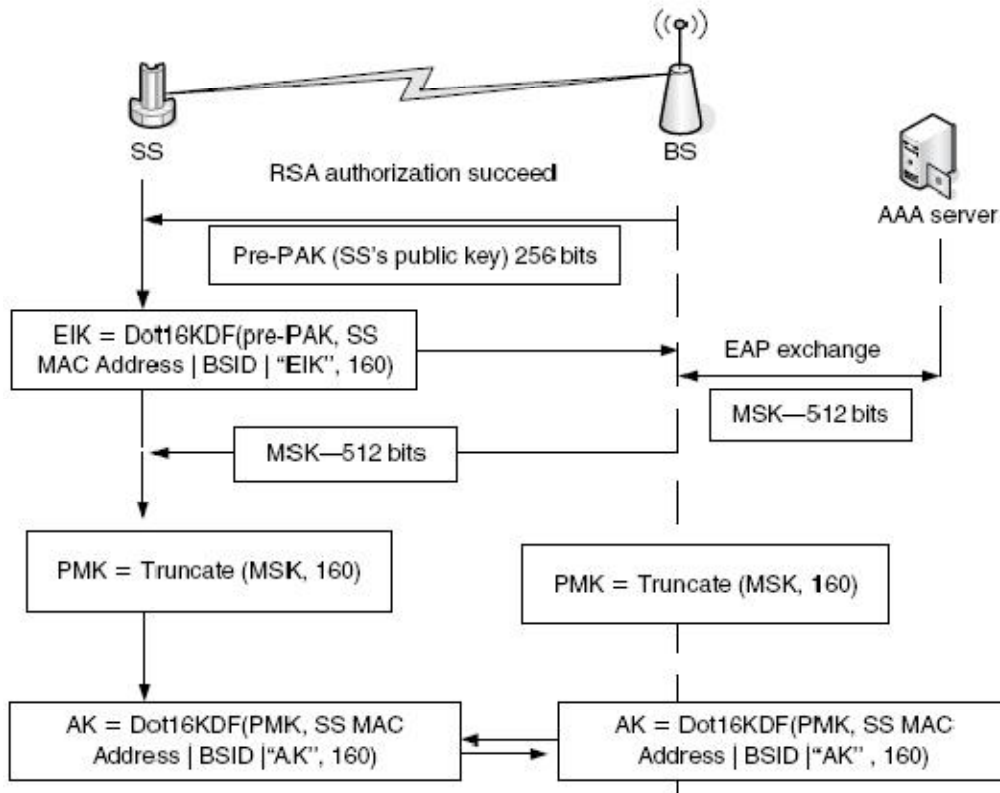 SS
BS
RSA authorization succeed
AAA server
Pre-PAK (SS's public key) 256 bits
EIK = Dot16KDF(pre-PAK, SS
MAC Address | BSID | “EIK”, 160)
EAP exchange
MSK—512 bits
MSK—512 bits
PMK = Truncate (MSK, 160)
PMK = Truncate (MSK, 160)
AK = Dot16KDF(PMK, SS MAC
Address | BSID |“AK”, 160)
AK = Dot16KDF(PMK, SS MAC
Address | BSID |“AK” , 160)